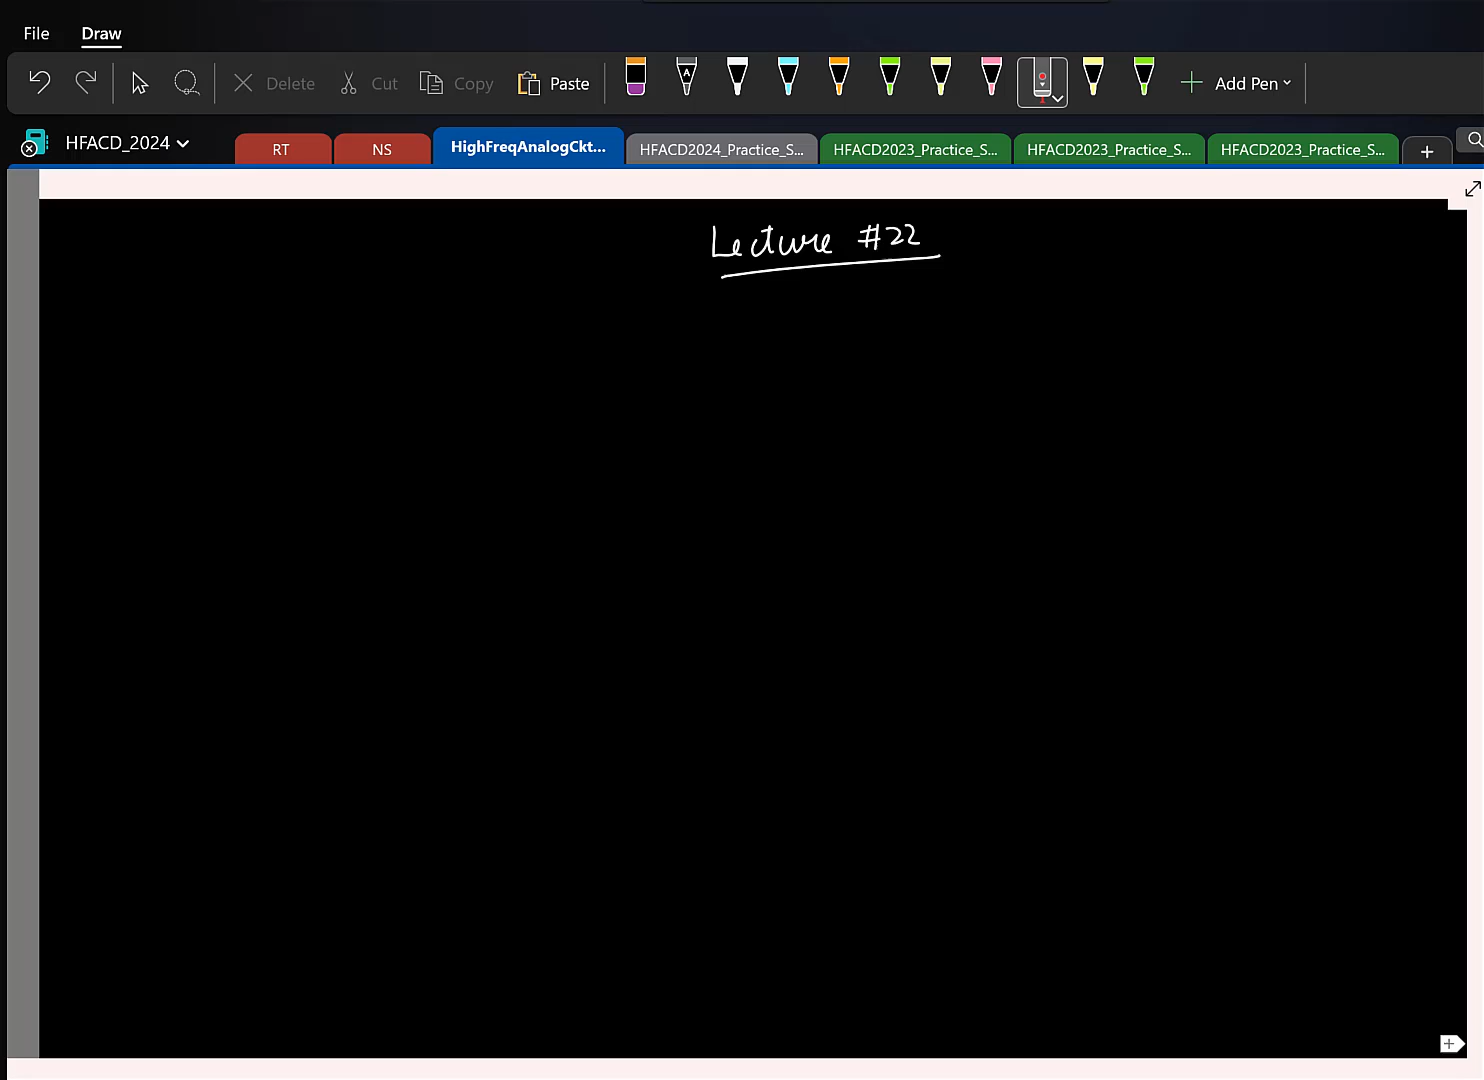 File Draw
Delete Cut Copy Paste A Add Pen
HFACD_2024 RT NS HighFreqAnalogCkt... HFACD2024_Practice_S... HFACD2023_Practice_S... HFACD2023_Practice_S... HFACD2023_Practice_S...
Lecture #22